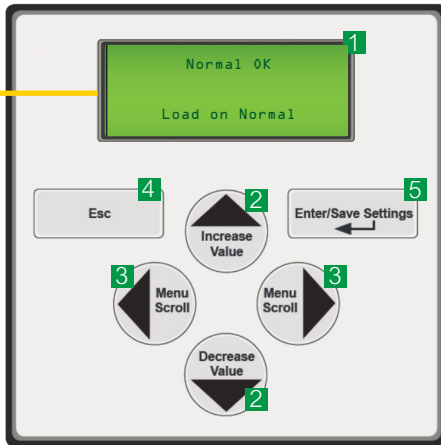 1
Normal OK
Load on Normal
4
Esc
2
Increase
Value
5
Enter/Save Settings
3
Menu
Scroll
Menu
Scroll
3
Decrease
Value
2